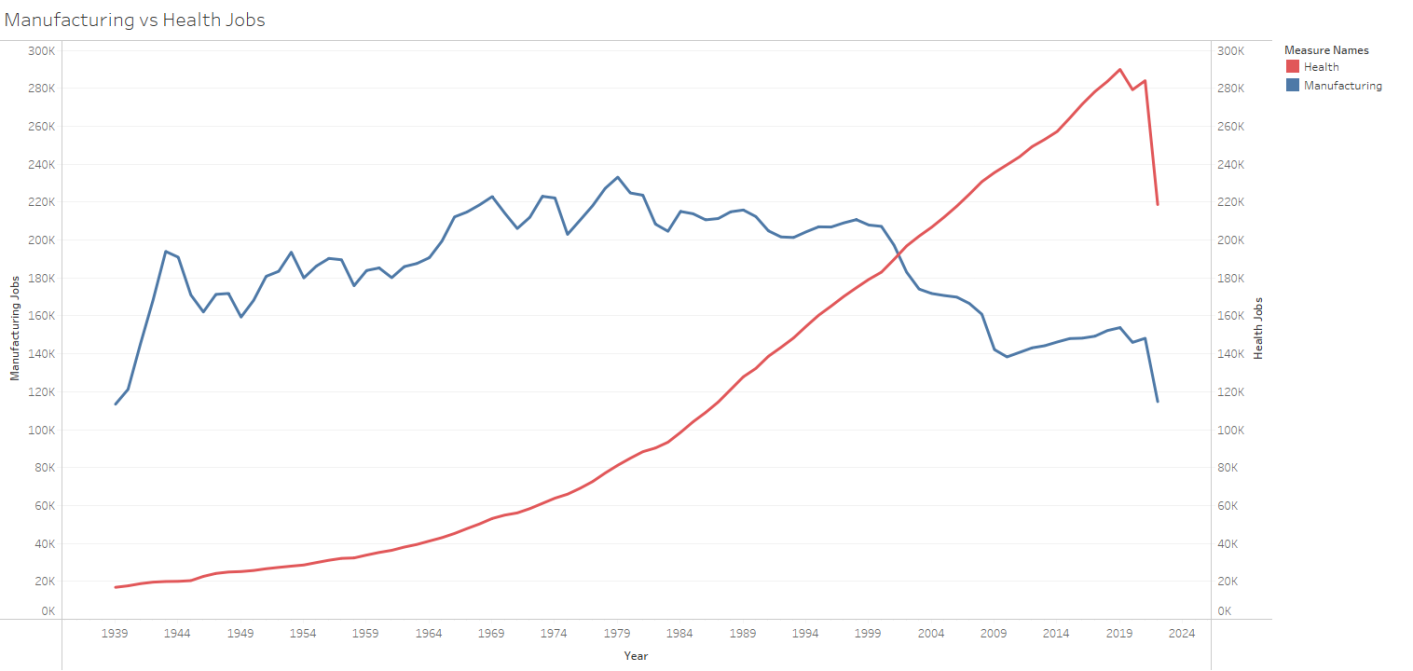 Manufacturing vs Health Jobs
300K
280K
260K
240K
220K
200K
180K
160K
140K
120K
100K
80K
60K
40K
20K
0K
Manufacturing Jobs
300K
280K
260K
240K
220K
200K
180K
160K
140K
120K
100K
80K
60K
40K
20K
0K
Health Jobs
1939 1944 1949 1954 1959 1964 1969 1974 1979 1984 1989 1994 1999 2004 2009 2014 2019 2024
Year
Measure Names
Health
Manufacturing